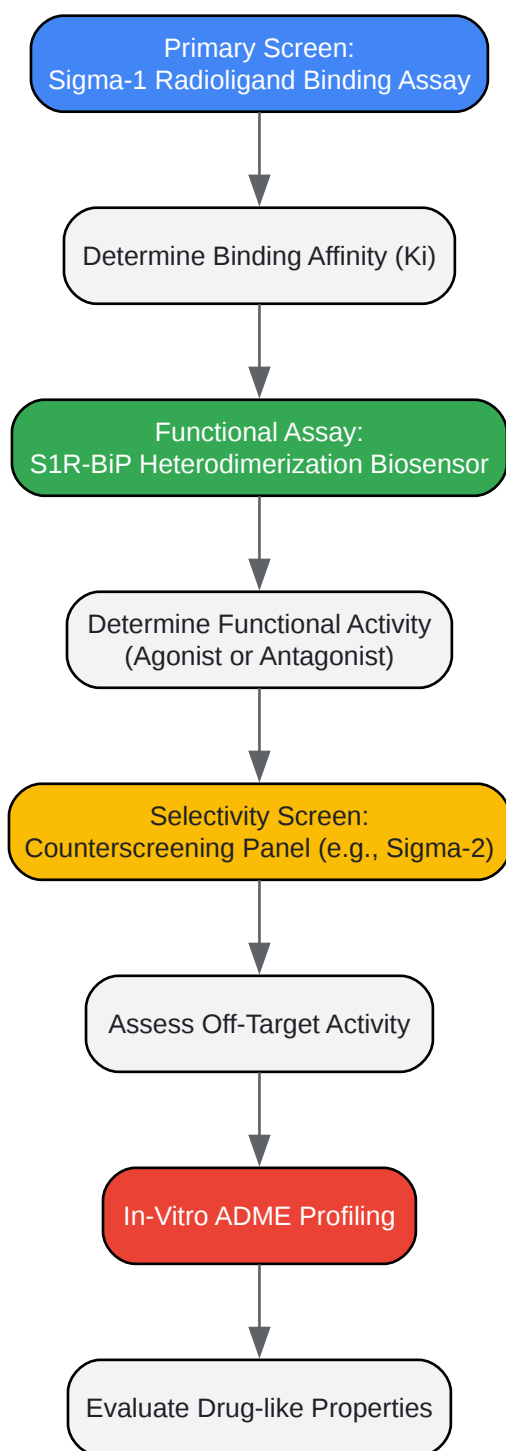 Primary Screen:
Sigma-1 Radioligand Binding Assay
Determine Binding Affinity (Ki)
Functional Assay:
S1R-BiP Heterodimerization Biosensor
Determine Functional Activity
(Agonist or Antagonist)
Selectivity Screen:
Counterscreening Panel (e.g., Sigma-2)
Assess Off-Target Activity
In-Vitro ADME Profiling
Evaluate Drug-like Properties